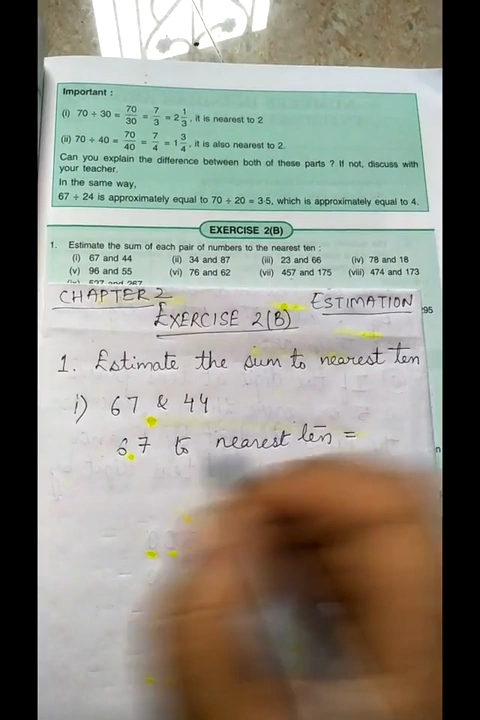 Important :
(i) 70 ÷ 30 = 70/30 = 7/3 = 2 1/3, it is nearest to 2
(ii) 70 ÷ 40 = 70/40 = 7/4 = 1 3/4, it is also nearest to 2.
Can you explain the difference between both of these parts ? If not, discuss with
your teacher.
In the same way,
67 ÷ 24 is approximately equal to 70 ÷ 20 = 3·5, which is approximately equal to 4.
EXERCISE 2(B)
1. Estimate the sum of each pair of numbers to the nearest ten :
(i) 67 and 44 (ii) 34 and 87 (iii) 23 and 66 (iv) 78 and 18
(v) 96 and 55 (vi) 76 and 62 (vii) 457 and 175 (viii) 474 and 173
CHAPTER 2 ESTIMATION
295
EXERCISE 2(B)
1. Estimate the sum to nearest ten
i) 67 & 44
67 to nearest ten =